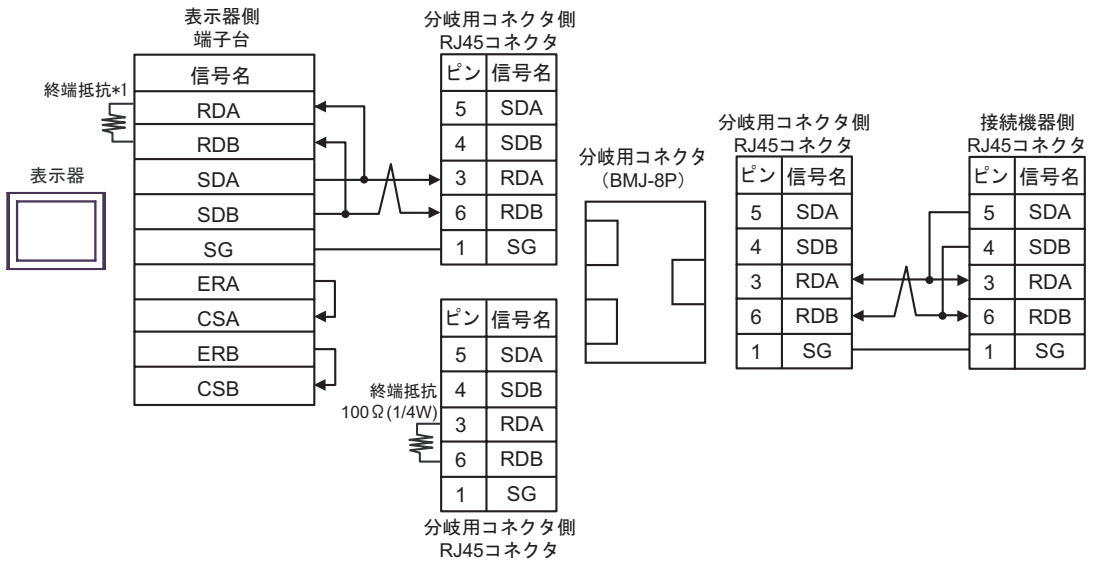 表示器側
端子台
信号名
終端抵抗*1
RDA
RDB
SDA
SDB
SG
ERA
CSA
ERB
CSB
表示器
分岐用コネクタ側
RJ45コネクタ
ピン 信号名
5 SDA
4 SDB
3 RDA
6 RDB
1 SG
ピン 信号名
5 SDA
4 SDB
3 RDA
6 RDB
1 SG
終端抵抗
100Ω(1/4W)
分岐用コネクタ側
RJ45コネクタ
分岐用コネクタ
（BMJ-8P）
分岐用コネクタ側
RJ45コネクタ
ピン 信号名
5 SDA
4 SDB
3 RDA
6 RDB
1 SG
接続機器側
RJ45コネクタ
ピン 信号名
5 SDA
4 SDB
3 RDA
6 RDB
1 SG